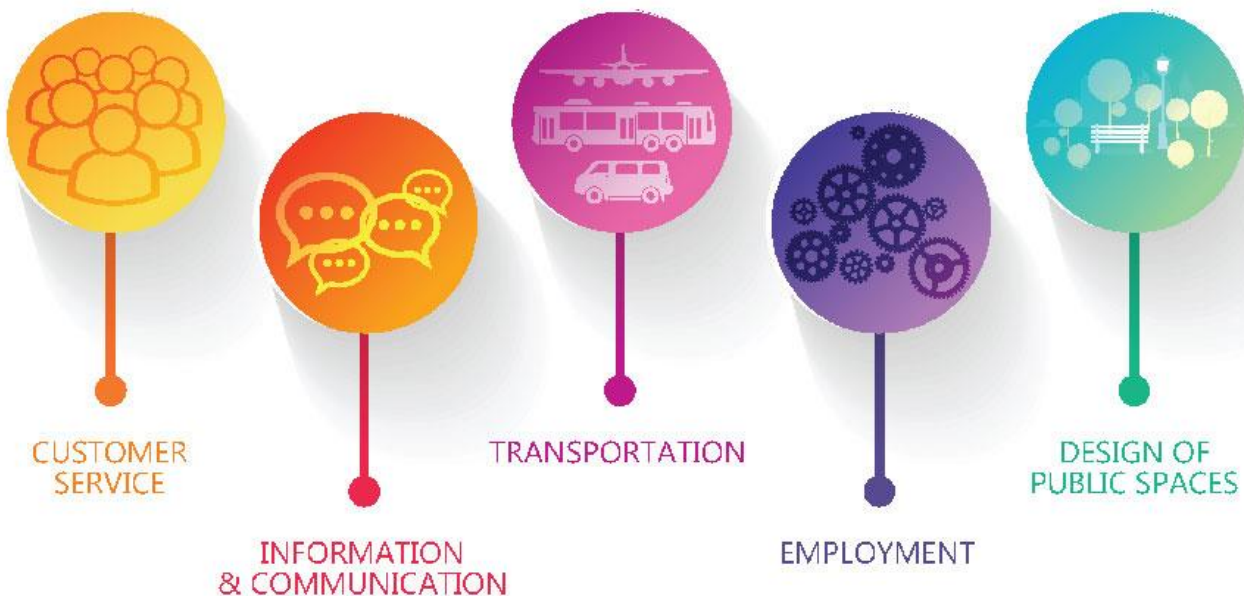 CUSTOMER
SERVICE
INFORMATION
& COMMUNICATION
TRANSPORTATION
EMPLOYMENT
DESIGN OF
PUBLIC SPACES